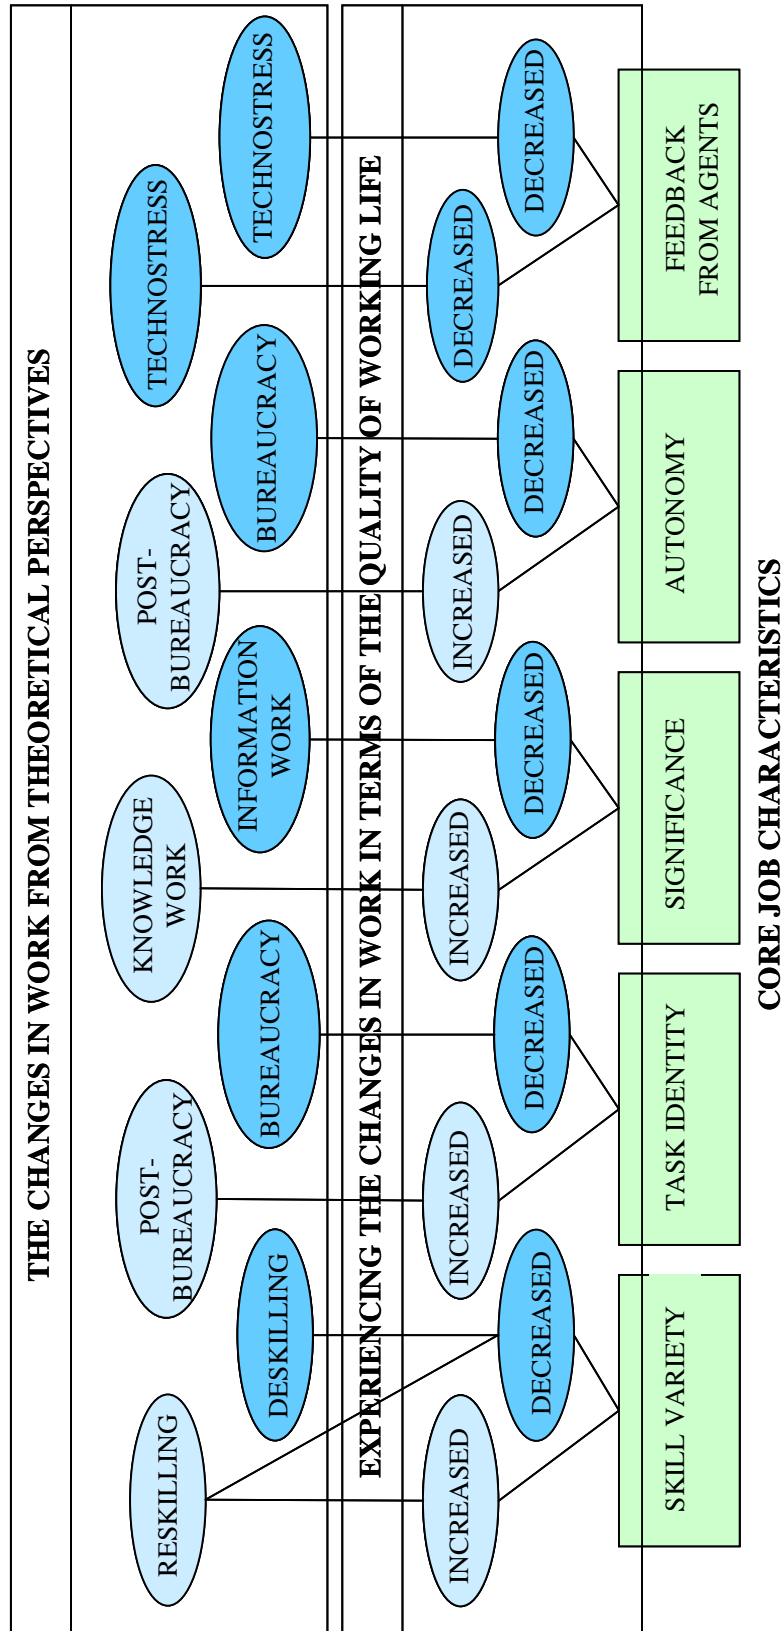 THE CHANGES IN WORK FROM THEORETICAL PERSPECTIVES
RESKILLING
DESKILLING
POST-
BUREAUCRACY
BUREAUCRACY
KNOWLEDGE
WORK
INFORMATION
WORK
POST-
BUREAUCRACY
BUREAUCRACY
TECHNOSTRESS
TECHNOSTRESS
EXPERIENCING THE CHANGES IN WORK IN TERMS OF THE QUALITY OF WORKING LIFE
INCREASED
DECREASED
INCREASED
DECREASED
INCREASED
DECREASED
INCREASED
DECREASED
DECREASED
DECREASED
SKILL VARIETY
TASK IDENTITY
SIGNIFICANCE
AUTONOMY
FEEDBACK
FROM AGENTS
CORE JOB CHARACTERISTICS